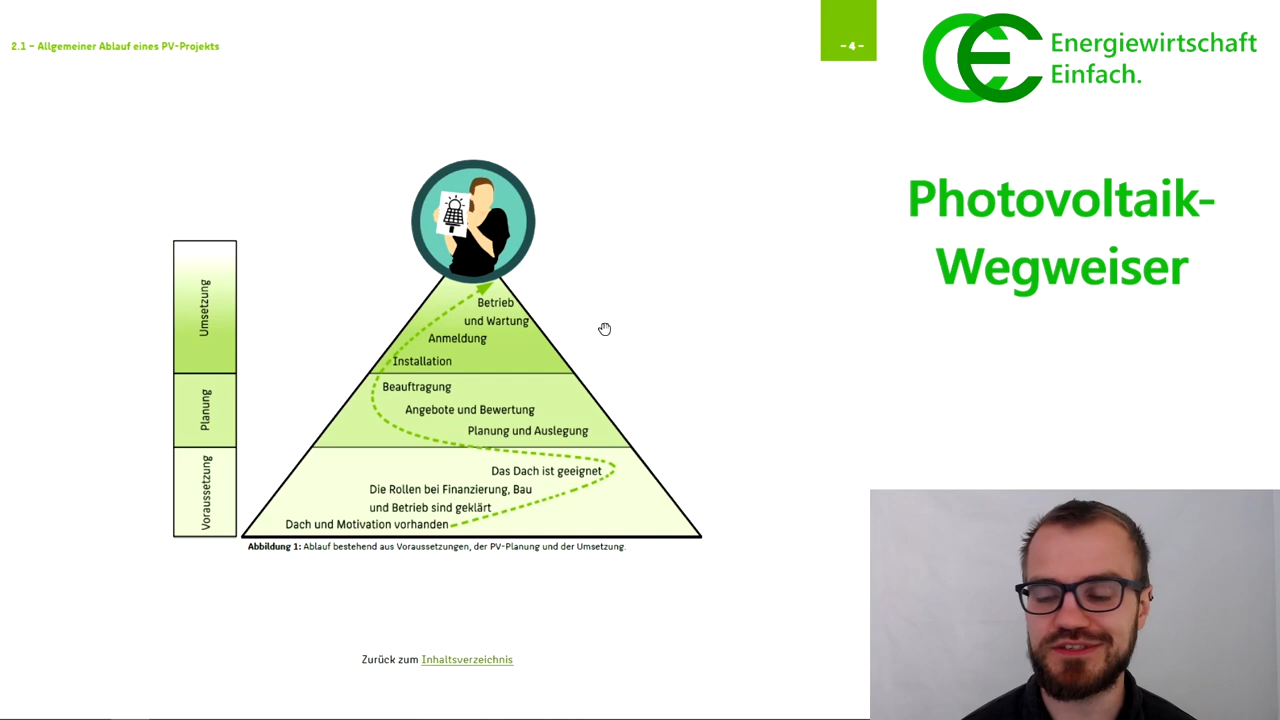 2.1 – Allgemeiner Ablauf eines PV-Projekts
– 4 –
Energiewirtschaft
Einfach.
Photovoltaik-
Wegweiser
Umsetzung
Planung
Voraussetzung
Betrieb
und Wartung
Anmeldung
Installation
Beauftragung
Angebote und Bewertung
Planung und Auslegung
Das Dach ist geeignet
Die Rollen bei Finanzierung, Bau
und Betrieb sind geklärt
Dach und Motivation vorhanden
Abbildung 1: Ablauf bestehend aus Voraussetzungen, der PV-Planung und der Umsetzung.
Zurück zum Inhaltsverzeichnis